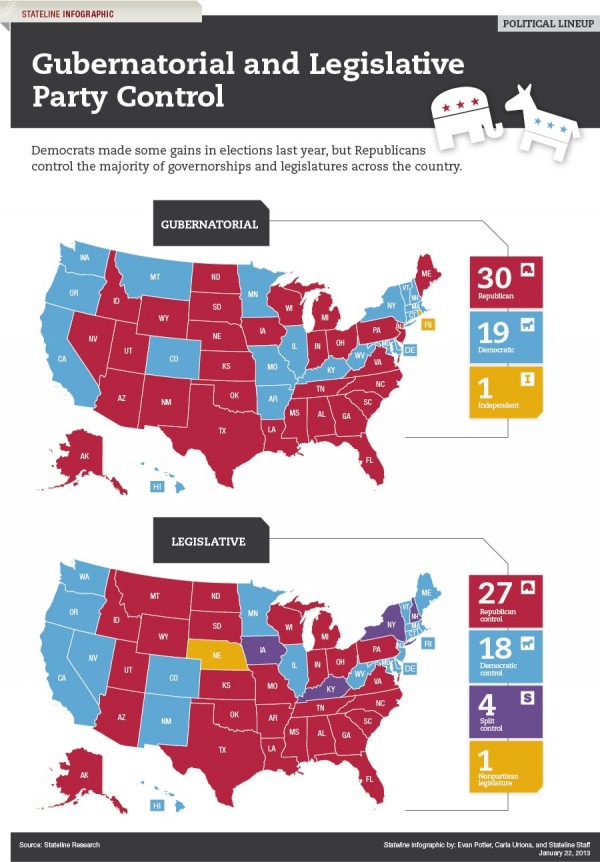 STATELINE INFOGRAPHIC
POLITICAL LINEUP
Gubernatorial and Legislative
Party Control
Democrats made some gains in elections last year, but Republicans
control the majority of governorships and legislatures across the country.
GUBERNATORIAL
WA
OR
CA
NV
ID
MT
WY
UT
CO
AZ
NM
ND
SD
NE
KS
OK
TX
MN
IA
MO
AR
LA
WI
IL
MI
IN
OH
KY
TN
MS
AL
GA
FL
SC
NC
VA
WV
PA
NY
VT
NH
MA
CT
RI
NJ
DE
MD
ME
AK
HI
30
Republican
19
Democratic
1
I
Independent
LEGISLATIVE
WA
OR
CA
NV
ID
MT
WY
UT
CO
AZ
NM
ND
SD
NE
KS
OK
TX
MN
IA
MO
AR
LA
WI
IL
MI
IN
OH
KY
TN
MS
AL
GA
FL
SC
NC
VA
WV
PA
NY
VT
NH
MA
CT
RI
DE
ME
AK
HI
27
Republican
control
18
Democratic
control
4
S
Split
control
1
Nonpartisan
legislature
Source: Stateline Research
Stateline infographic by: Evan Potler, Carla Uriona, and Stateline Staff
January 22, 2013